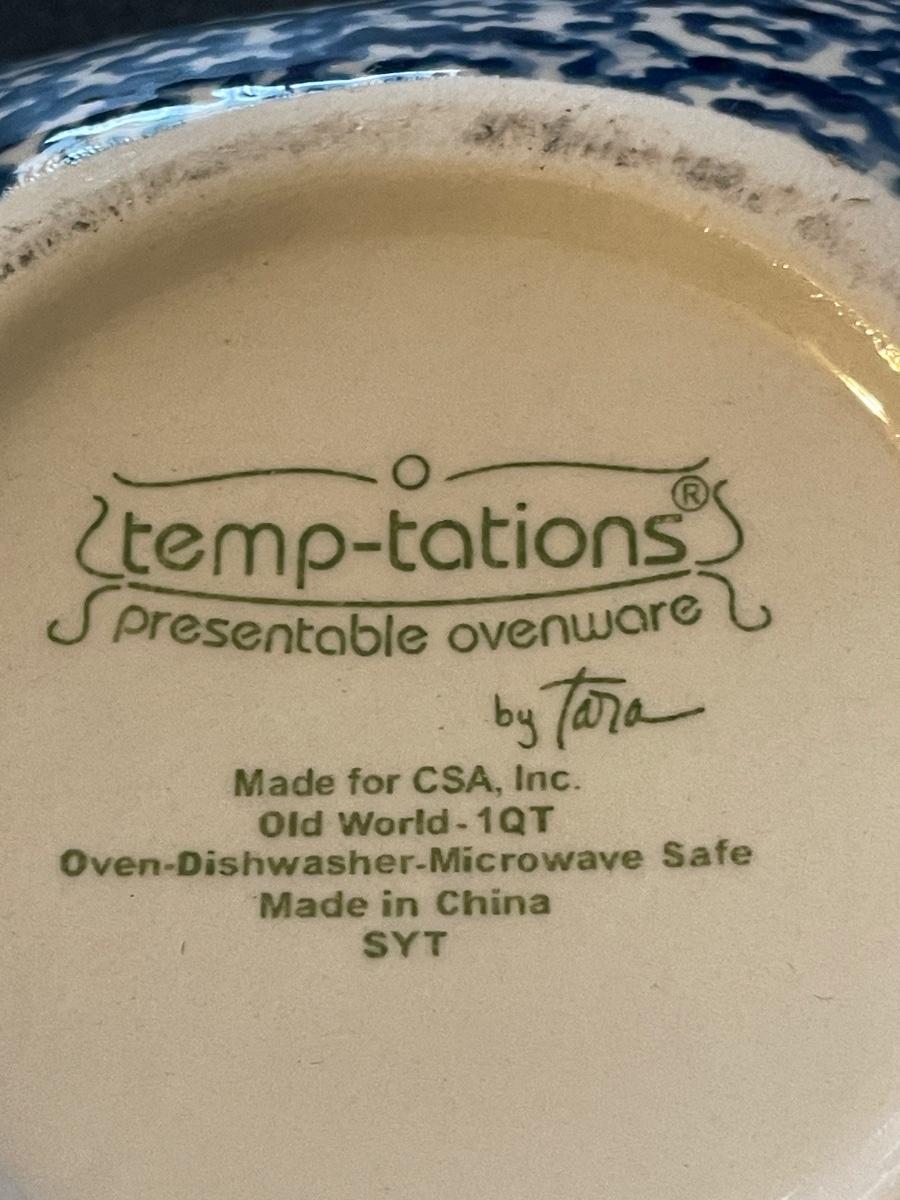 temp-tations®
presentable ovenware
by Tara
Made for CSA, Inc.
Old World - 1QT
Oven-Dishwasher-Microwave Safe
Made in China
SYT